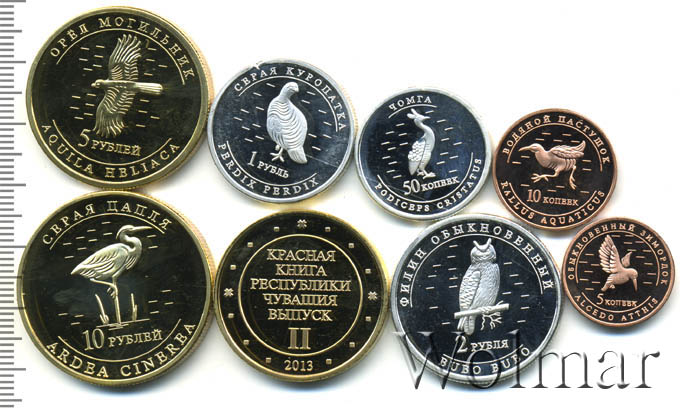 ОРЁЛ МОГИЛЬНИК
5 РУБЛЕЙ
AQUILA HELIACA
СЕРАЯ КУРОПАТКА
1 РУБЛЬ
PERDIX PERDIX
ЧОМГА
50 КОПЕЕК
PODICEPS CRISTATUS
ВОДЯНОЙ ПАСТУШОК
10 КОПЕЕК
RALLUS AQUATICUS
СЕРАЯ ЦАПЛЯ
10 РУБЛЕЙ
ARDEA CINEREA
КРАСНАЯ
КНИГА
РЕСПУБЛИКИ
ЧУВАШИЯ
ВЫПУСК
II
2013
ФИЛИН ОБЫКНОВЕННЫЙ
2 РУБЛЯ
BUBO BUBO
ОБЫКНОВЕННЫЙ ЗИМОРОДОК
5 КОПЕЕК
ALCEDO ATTHIS
Wolmar